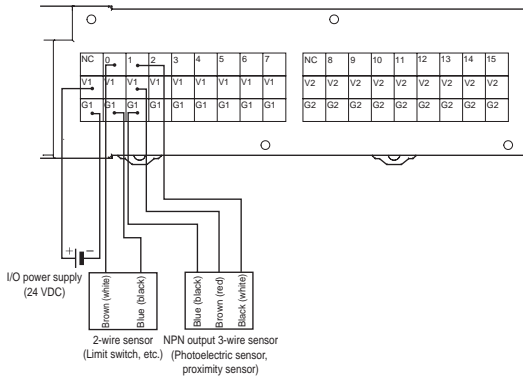 NC 0 1 2 3 4 5 6 7 NC 8 9 10 11 12 13 14 15
V1 V1 V1 V1 V1 V1 V1 V1 V1 V2 V2 V2 V2 V2 V2 V2 V2 V2
G1 G1 G1 G1 G1 G1 G1 G1 G1 G2 G2 G2 G2 G2 G2 G2 G2 G2
+ −
I/O power supply
(24 VDC)
Brown (white)
Blue (black)
Blue (black)
Brown (red)
Black (white)
2-wire sensor
(Limit switch, etc.)
NPN output 3-wire sensor
(Photoelectric sensor,
proximity sensor)